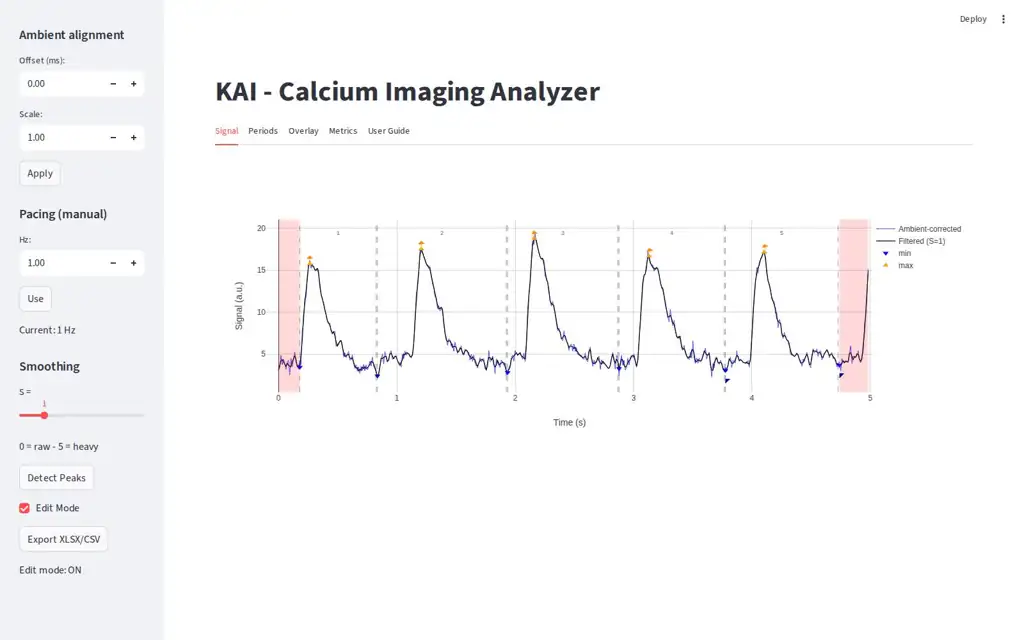 Deploy
Ambient alignment
Offset (ms):
0.00 − +
Scale:
1.00 − +
Apply
Pacing (manual)
Hz:
1.00 − +
Use
Current: 1 Hz
Smoothing
S =
1
0 = raw - 5 = heavy
Detect Peaks
Edit Mode
Export XLSX/CSV
Edit mode: ON
KAI - Calcium Imaging Analyzer
Signal Periods Overlay Metrics User Guide
Signal (a.u.)
20
15
10
5
1 2 3 4 5
0 1 2 3 4 5
Time (s)
Ambient-corrected
Filtered (S=1)
min
max